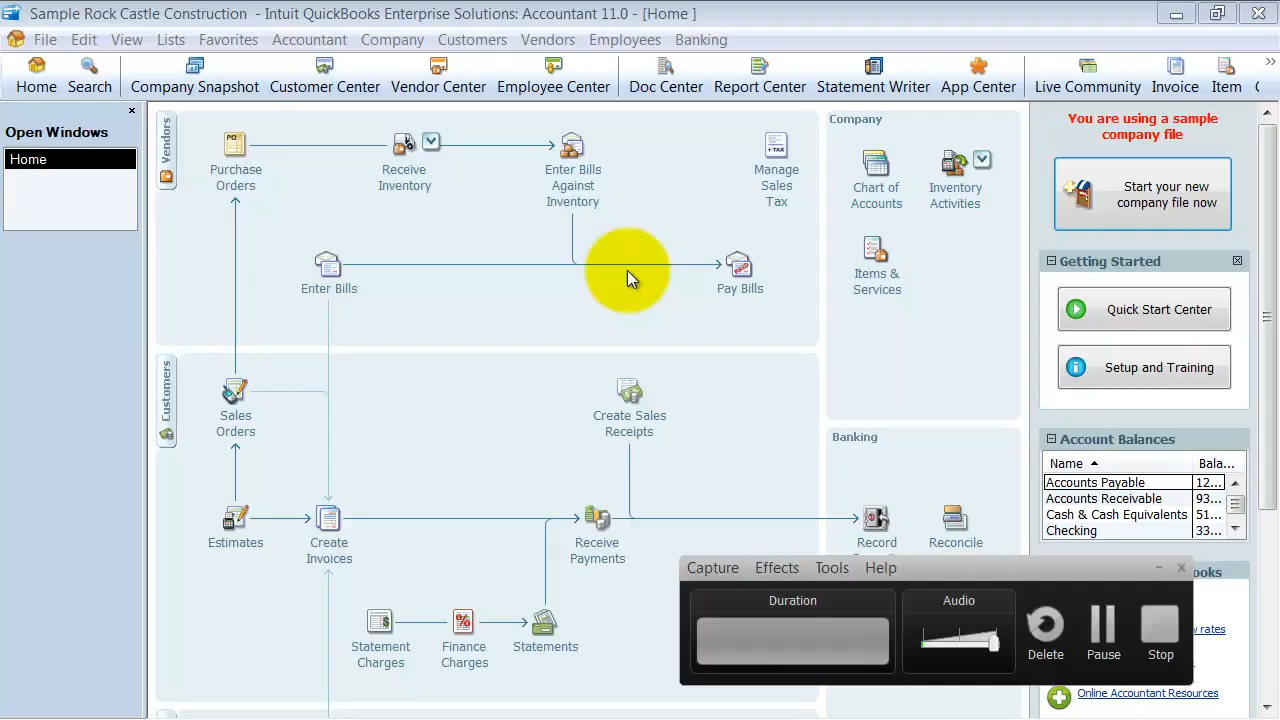 Sample Rock Castle Construction - Intuit QuickBooks Enterprise Solutions: Accountant 11.0 - [Home ]
File Edit View Lists Favorites Accountant Company Customers Vendors Employees Banking
Home Search Company Snapshot Customer Center Vendor Center Employee Center Doc Center Report Center Statement Writer App Center Live Community Invoice Item
Open Windows
Home
Vendors
PO
Purchase
Orders
Receive
Inventory
Enter Bills
Against
Inventory
+ TAX
Manage
Sales
Tax
Enter Bills
PAID
Pay Bills
Customers
Sales
Orders
Create Sales
Receipts
Estimates
Create
Invoices
Receive
Payments
Statement
Charges
Finance
Charges
Statements
Company
Chart of
Accounts
Inventory
Activities
Items &
Services
Banking
Record
Reconcile
You are using a sample
company file
Start your new
company file now
Getting Started
Quick Start Center
Setup and Training
Account Balances
Name Bala...
Accounts Payable 12...
Accounts Receivable 93...
Cash & Cash Equivalents 51...
Checking 33...
rates
Online Accountant Resources
Capture Effects Tools Help
Duration
Audio
Delete
Pause
Stop